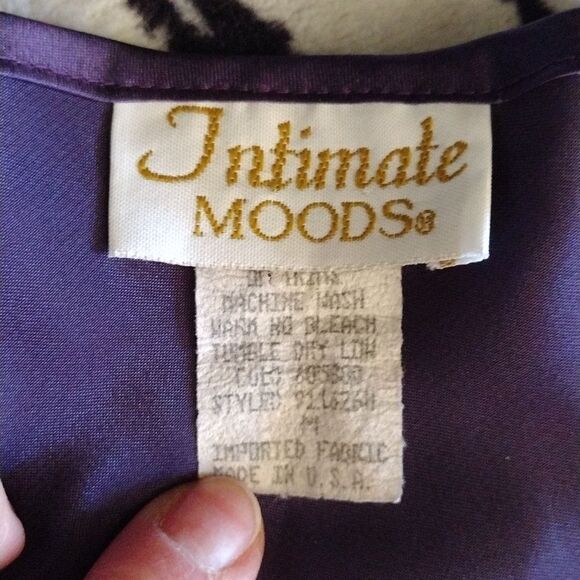 Intimate
MOODS®
MACHINE WASH
WARM NO BLEACH
TUMBLE DRY LOW
M
IMPORTED FABRIC
MADE IN U.S.A.